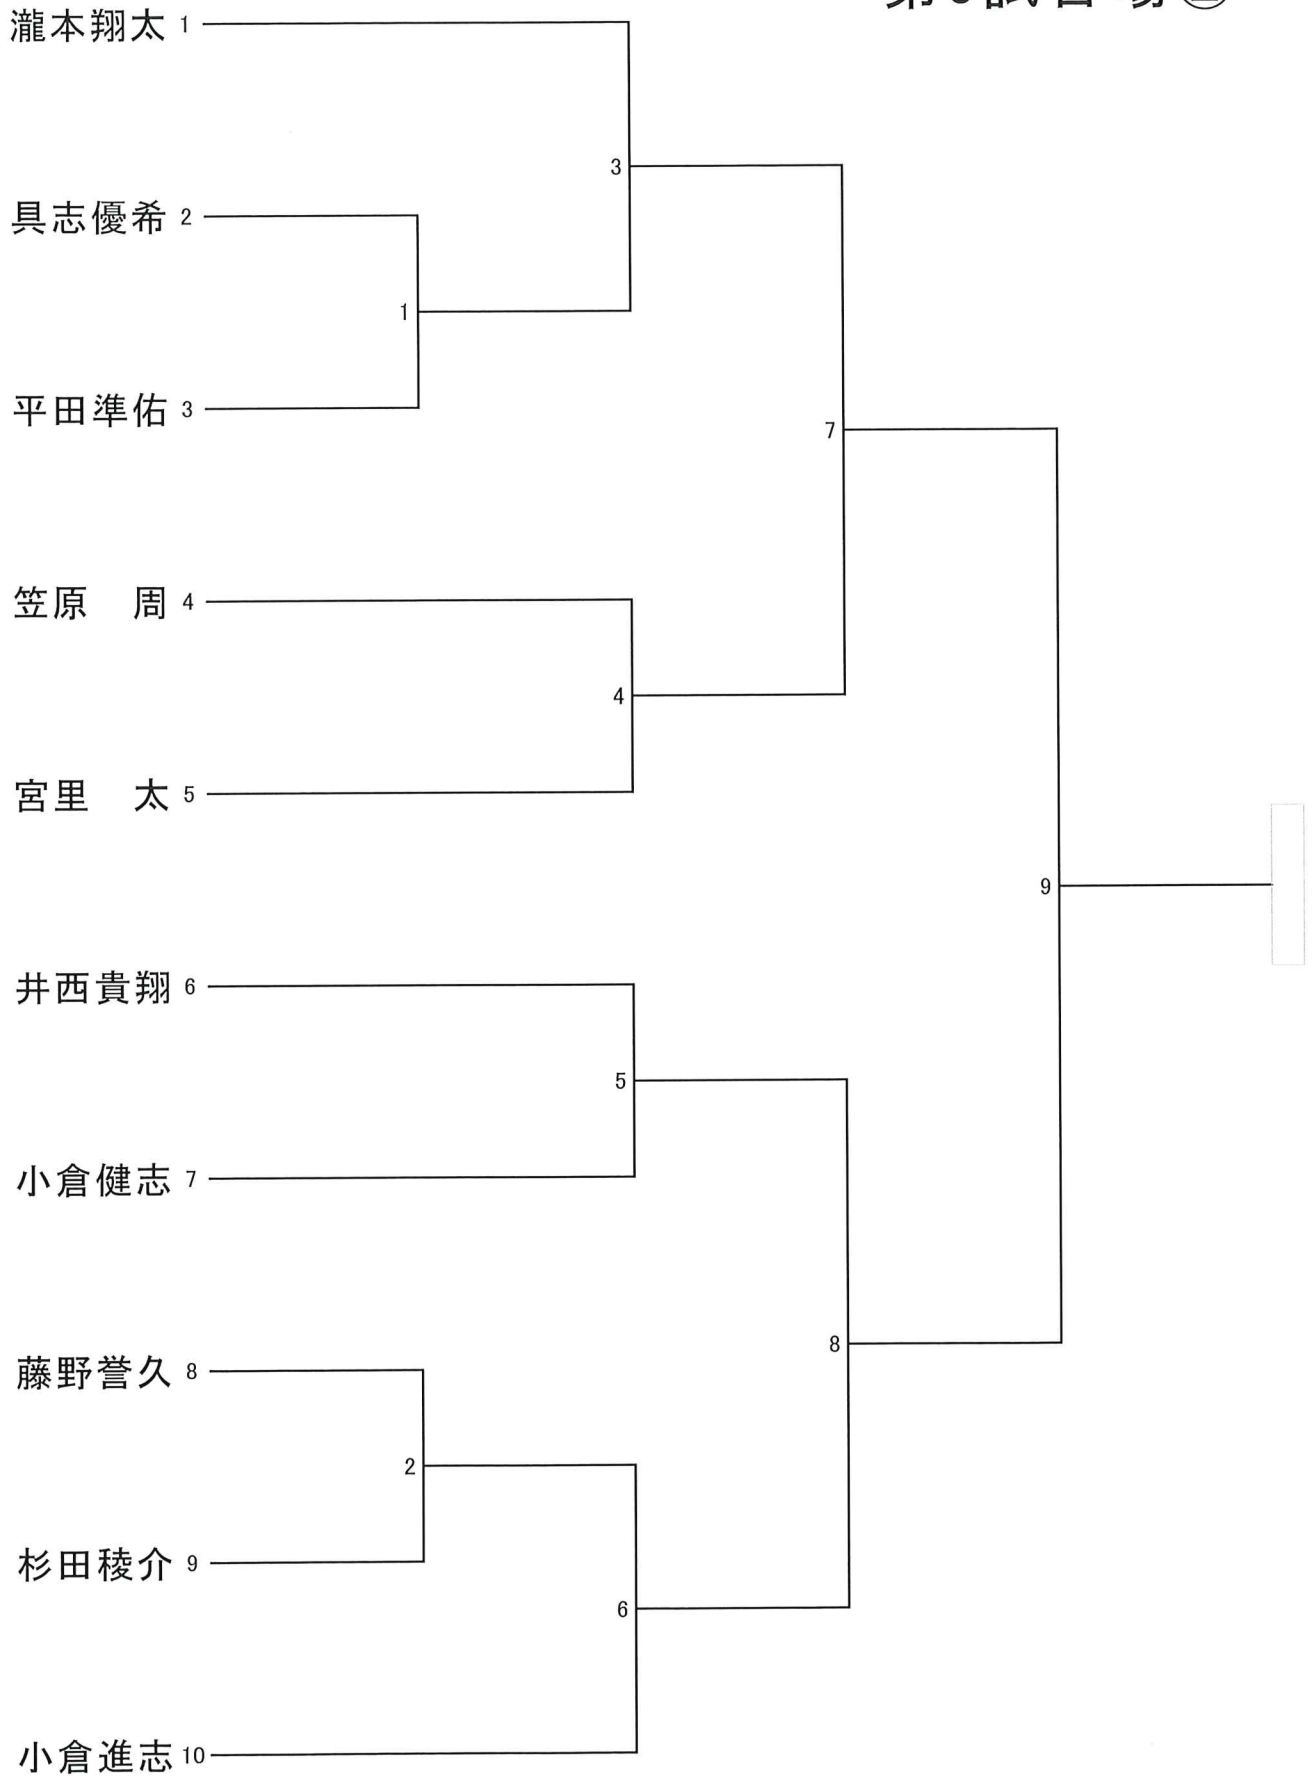 瀧本翔太 1
3
具志優希 2
1
平田準佑 3
7
笠原　周 4
4
宮里　太 5
9
井西貴翔 6
5
小倉健志 7
8
藤野誉久 8
2
杉田稜介 9
6
小倉進志 10